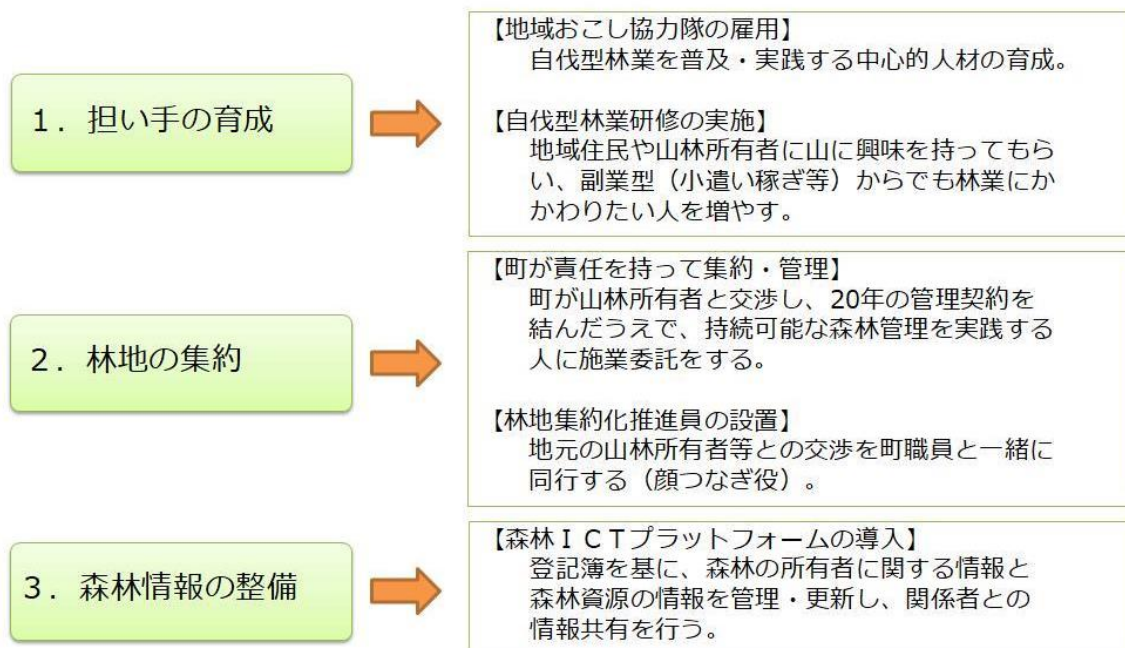 １．担い手の育成
【地域おこし協力隊の雇用】
自伐型林業を普及・実践する中心的人材の育成。
【自伐型林業研修の実施】
地域住民や山林所有者に山に興味を持ってもら
い、副業型（小遣い稼ぎ等）からでも林業にか
かわりたい人を増やす。
２．林地の集約
【町が責任を持って集約・管理】
町が山林所有者と交渉し、20年の管理契約を
結んだうえで、持続可能な森林管理を実践する
人に施業委託をする。
【林地集約化推進員の設置】
地元の山林所有者等との交渉を町職員と一緒に
同行する（顔つなぎ役）。
３．森林情報の整備
【森林ＩＣＴプラットフォームの導入】
登記簿を基に、森林の所有者に関する情報と
森林資源の情報を管理・更新し、関係者との
情報共有を行う。